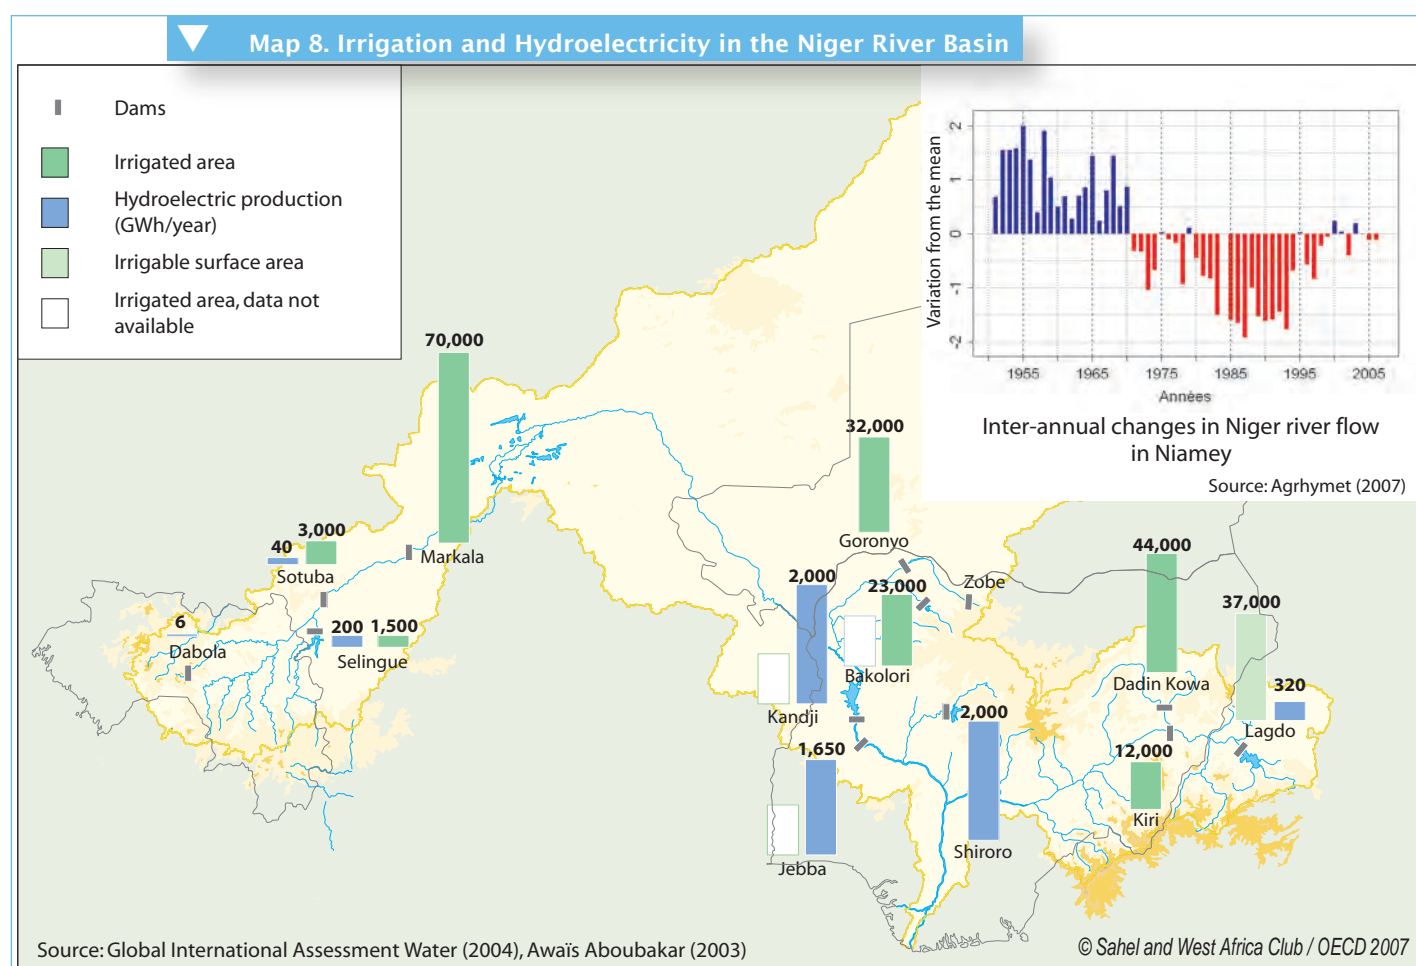 Map 8. Irrigation and Hydroelectricity in the Niger River Basin
Dams
Irrigated area
Hydroelectric production
(GWh/year)
Irrigable surface area
Irrigated area, data not
available
Variation from the mean
2
1
0
-1
-2
1955 1965 1975 1985 1995 2005
Années
Inter-annual changes in Niger river flow
in Niamey
Source: Agrhymet (2007)
70,000
Markala
32,000
Goronyo
3,000
40
Sotuba
6
Dabola
200
1,500
Selingue
2,000
Kandji
23,000
Bakolori
Zobe
44,000
Dadin Kowa
37,000
320
Lagdo
1,650
Jebba
2,000
Shiroro
12,000
Kiri
Source: Global International Assessment Water (2004), Awaïs Aboubakar (2003)
© Sahel and West Africa Club / OECD 2007